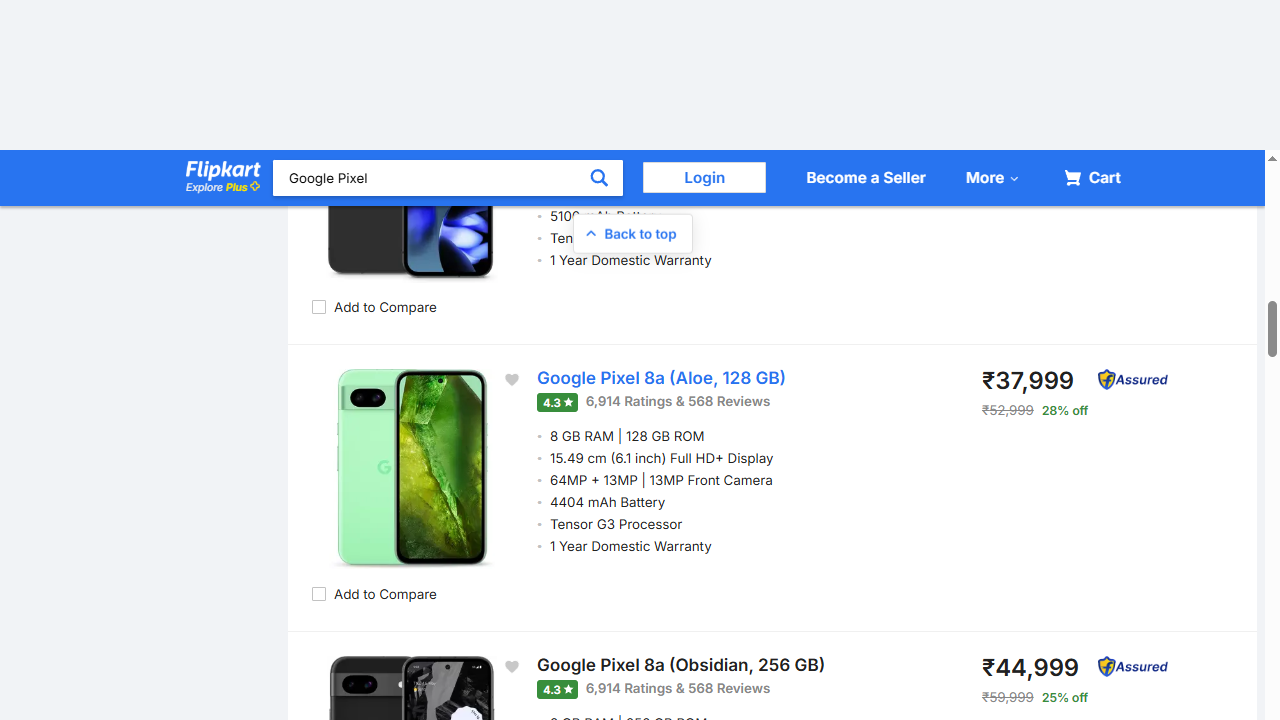 Flipkart
Explore Plus
Google Pixel
Login
Become a Seller
More
Cart
5100 mAh Battery
Back to top
Ten
1 Year Domestic Warranty
Add to Compare
Google Pixel 8a (Aloe, 128 GB)
4.3 ★ 6,914 Ratings & 568 Reviews
8 GB RAM | 128 GB ROM
15.49 cm (6.1 inch) Full HD+ Display
64MP + 13MP | 13MP Front Camera
4404 mAh Battery
Tensor G3 Processor
1 Year Domestic Warranty
₹37,999
Assured
₹52,999 28% off
Add to Compare
Google Pixel 8a (Obsidian, 256 GB)
4.3 ★ 6,914 Ratings & 568 Reviews
₹44,999
Assured
₹59,999 25% off